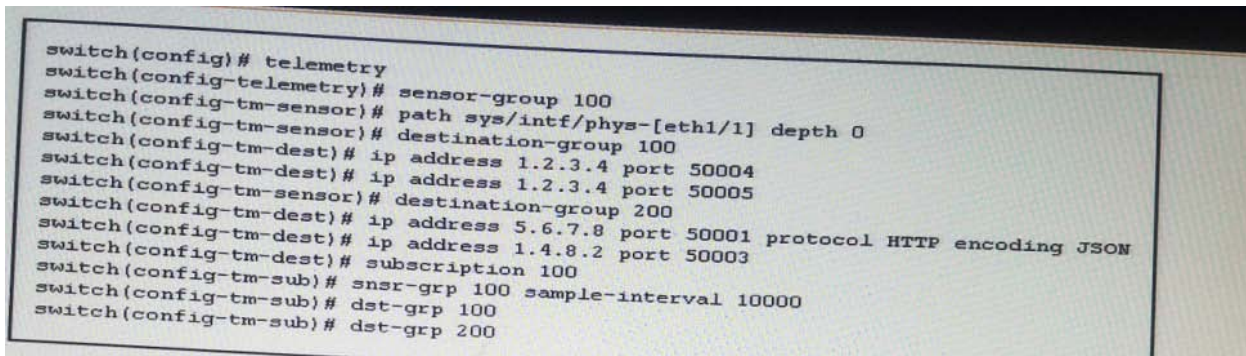 switch(config)# telemetry
switch(config-telemetry)# sensor-group 100
switch(config-tm-sensor)# path sys/intf/phys-[eth1/1] depth 0
switch(config-tm-sensor)# destination-group 100
switch(config-tm-dest)# ip address 1.2.3.4 port 50004
switch(config-tm-dest)# ip address 1.2.3.4 port 50005
switch(config-tm-sensor)# destination-group 200
switch(config-tm-dest)# ip address 5.6.7.8 port 50001 protocol HTTP encoding JSON
switch(config-tm-dest)# ip address 1.4.8.2 port 50003
switch(config-tm-dest)# subscription 100
switch(config-tm-sub)# snsr-grp 100 sample-interval 10000
switch(config-tm-sub)# dst-grp 100
switch(config-tm-sub)# dst-grp 200